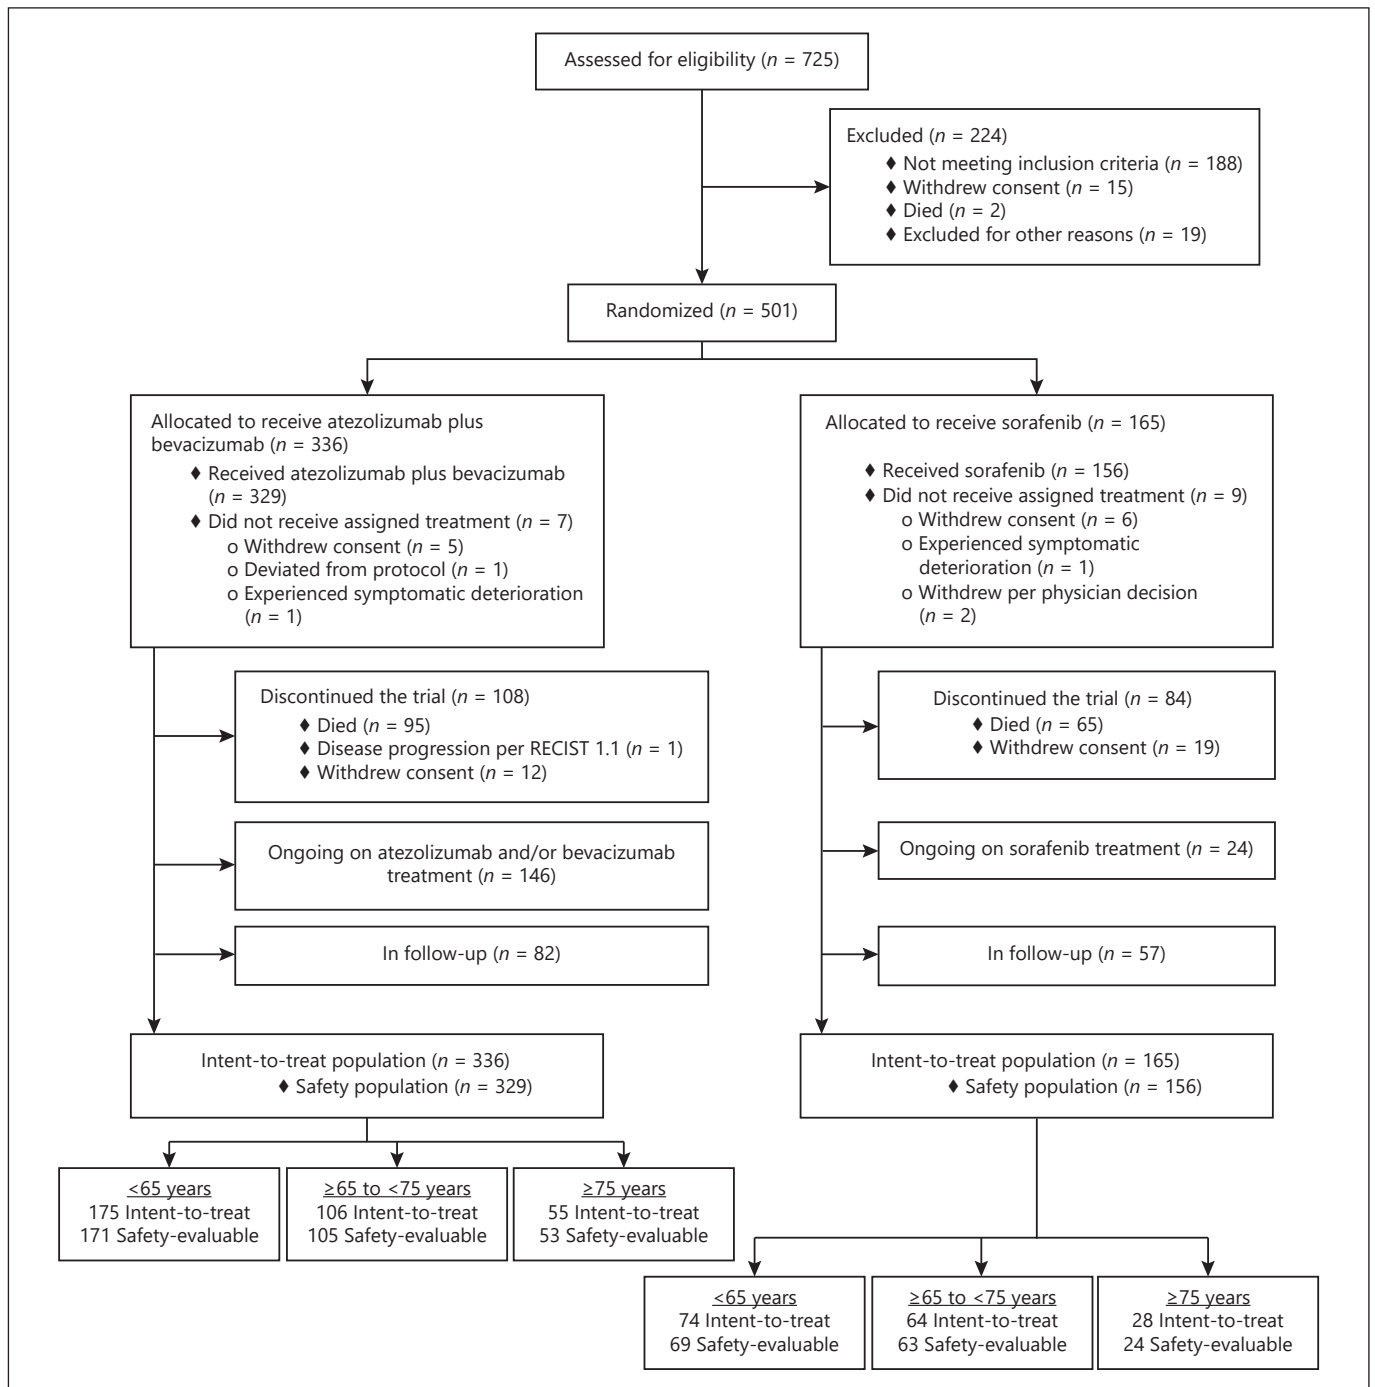 Assessed for eligibility (n = 725)
Excluded (n = 224)
♦ Not meeting inclusion criteria (n = 188)
♦ Withdrew consent (n = 15)
♦ Died (n = 2)
♦ Excluded for other reasons (n = 19)
Randomized (n = 501)
Allocated to receive atezolizumab plus
bevacizumab (n = 336)
♦ Received atezolizumab plus bevacizumab
(n = 329)
♦ Did not receive assigned treatment (n = 7)
o Withdrew consent (n = 5)
o Deviated from protocol (n = 1)
o Experienced symptomatic deterioration
(n = 1)
Allocated to receive sorafenib (n = 165)
♦ Received sorafenib (n = 156)
♦ Did not receive assigned treatment (n = 9)
o Withdrew consent (n = 6)
o Experienced symptomatic
deterioration (n = 1)
o Withdrew per physician decision
(n = 2)
Discontinued the trial (n = 108)
♦ Died (n = 95)
♦ Disease progression per RECIST 1.1 (n = 1)
♦ Withdrew consent (n = 12)
Discontinued the trial (n = 84)
♦ Died (n = 65)
♦ Withdrew consent (n = 19)
Ongoing on atezolizumab and/or bevacizumab
treatment (n = 146)
Ongoing on sorafenib treatment (n = 24)
In follow-up (n = 82)
In follow-up (n = 57)
Intent-to-treat population (n = 336)
♦ Safety population (n = 329)
Intent-to-treat population (n = 165)
♦ Safety population (n = 156)
<65 years
175 Intent-to-treat
171 Safety-evaluable
≥65 to <75 years
106 Intent-to-treat
105 Safety-evaluable
≥75 years
55 Intent-to-treat
53 Safety-evaluable
<65 years
74 Intent-to-treat
69 Safety-evaluable
≥65 to <75 years
64 Intent-to-treat
63 Safety-evaluable
≥75 years
28 Intent-to-treat
24 Safety-evaluable